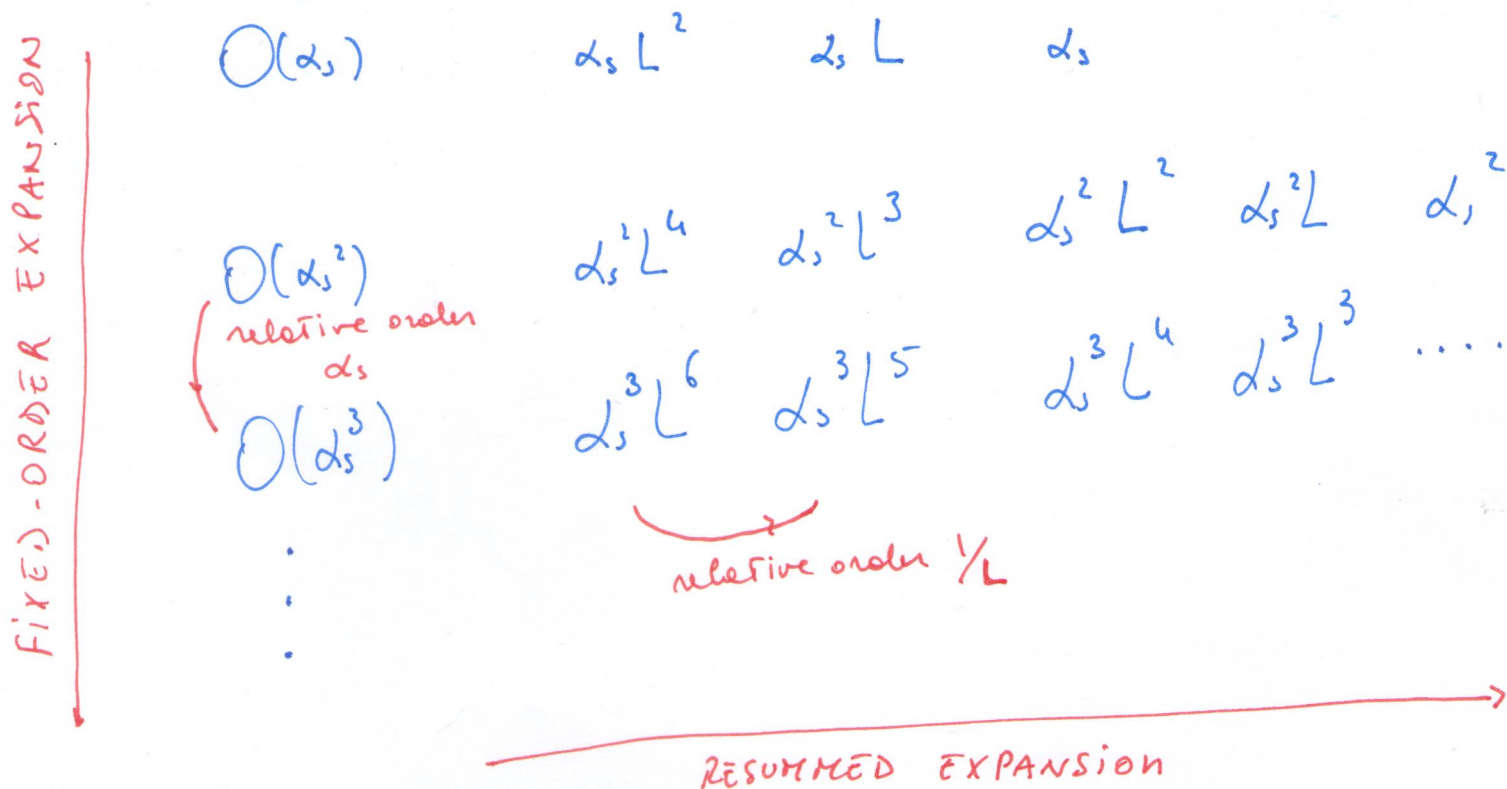 FIXED-ORDER EXPANSION
O(αs) αs L² αs L αs
O(αs²) αs² L⁴ αs² L³ αs² L² αs² L αs²
relative order
αs
O(αs³) αs³ L⁶ αs³ L⁵ αs³ L⁴ αs³ L³ ....
relative order 1/L
RESUMMED EXPANSION